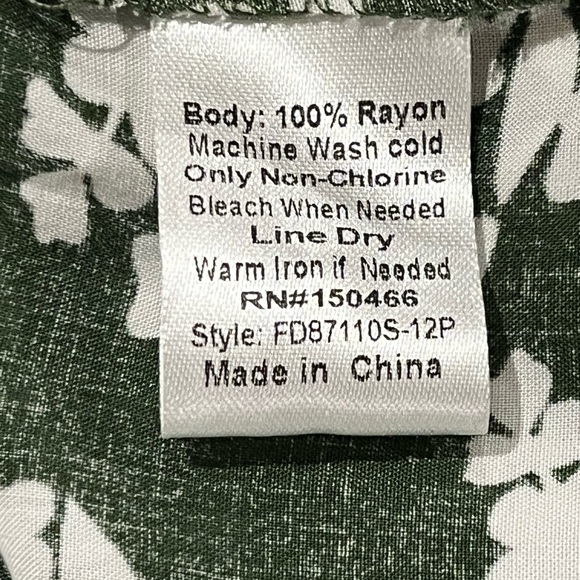 Body: 100% Rayon
Machine Wash cold
Only Non-Chlorine
Bleach When Needed
Line Dry
Warm Iron if Needed
RN#150466
Style: FD87110S-12P
Made in China